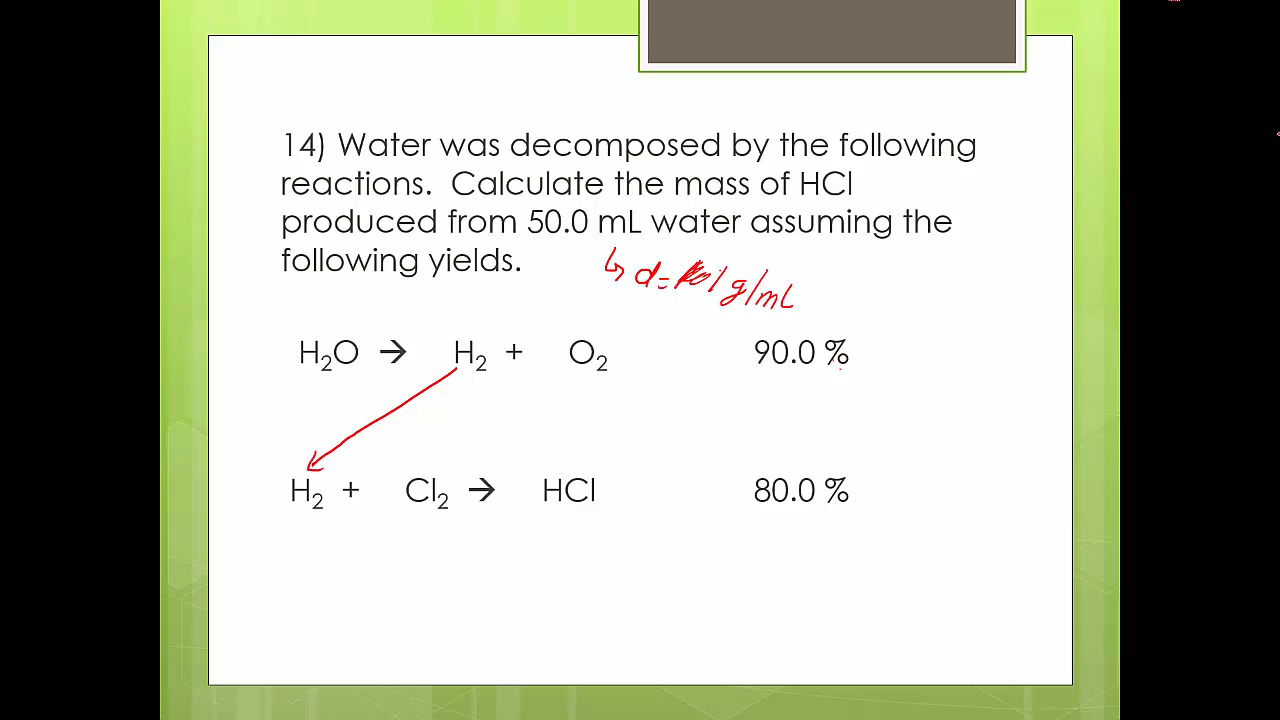 14) Water was decomposed by the following
reactions. Calculate the mass of HCl
produced from 50.0 mL water assuming the
following yields.
d= g/mL
H₂O → H₂ + O₂ 90.0 %
H₂ + Cl₂ → HCl 80.0 %